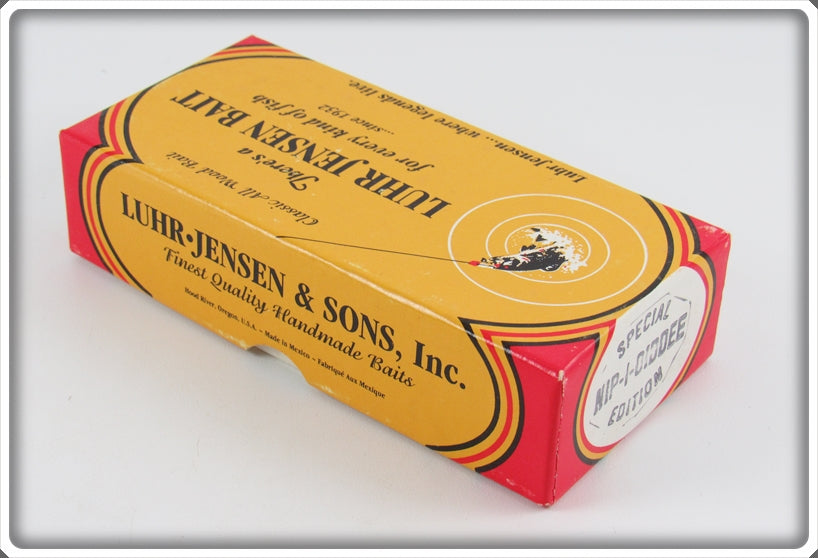 Luhr Jensen... where legends live.
Classic All Wood Bait
There's a
LUHR JENSEN BAIT
for every kind of fish
...since 1932
LUHR•JENSEN & SONS, Inc.
Finest Quality Handmade Baits
Hood River, Oregon, U.S.A. ~ Made in Mexico ~ Fabriqué Aux Mexique
SPECIAL
NIP-I-DIDDEE
EDITION